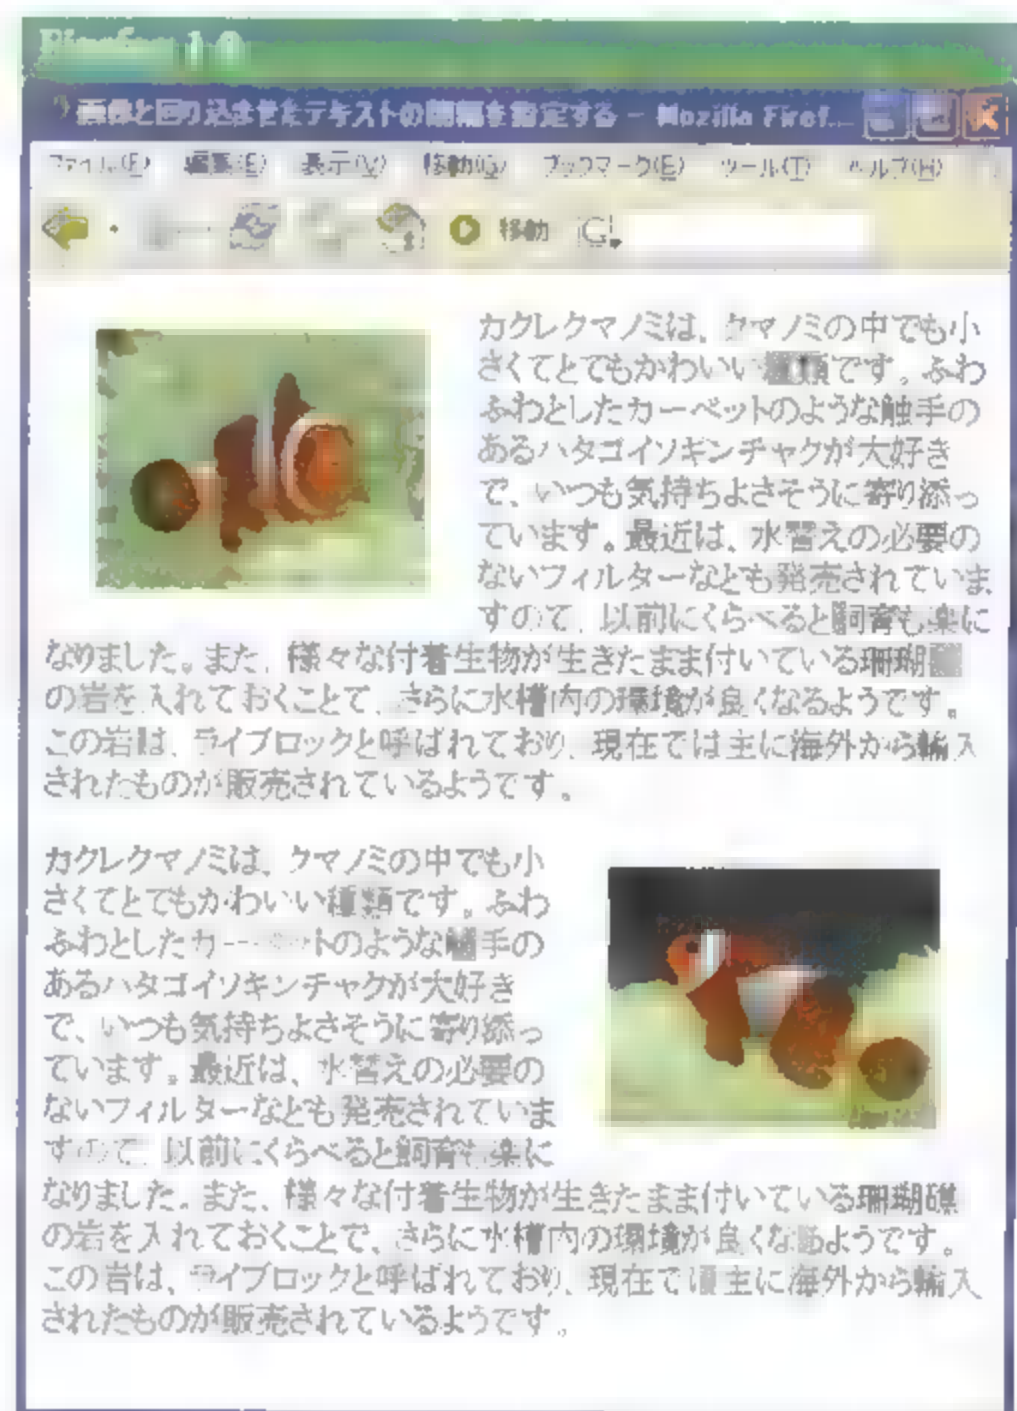 Firefox 1.0
画像と回り込ませたテキストの間隔を指定する - Mozilla Firef...
ファイル(F) 編集(E) 表示(V) 移動(G) ブックマーク(B) ツール(T) ヘルプ(H)
移動
カクレクマノミは、クマノミの中でも小
さくてとてもかわいい種類です。ふわ
ふわとしたカーペットのような触手の
あるハタゴイソギンチャクが大好き
で、いつも気持ちよさそうに寄り添っ
ています。最近は、水替えの必要の
ないフィルターなども発売されていま
すので、以前にくらべると飼育も楽に
なりました。また、様々な付着生物が生きたまま付いている珊瑚礁
の岩を入れておくことで、さらに水槽内の環境が良くなるようです。
この岩は、ライブロックと呼ばれており、現在では主に海外から輸入
されたものが販売されているようです。
カクレクマノミは、クマノミの中でも小
さくてとてもかわいい種類です。ふわ
ふわとしたカーペットのような触手の
あるハタゴイソギンチャクが大好き
で、いつも気持ちよさそうに寄り添っ
ています。最近は、水替えの必要の
ないフィルターなども発売されていま
すので、以前にくらべると飼育も楽に
なりました。また、様々な付着生物が生きたまま付いている珊瑚礁
の岩を入れておくことで、さらに水槽内の環境が良くなるようです。
この岩は、ライブロックと呼ばれており、現在では主に海外から輸入
されたものが販売されているようです。